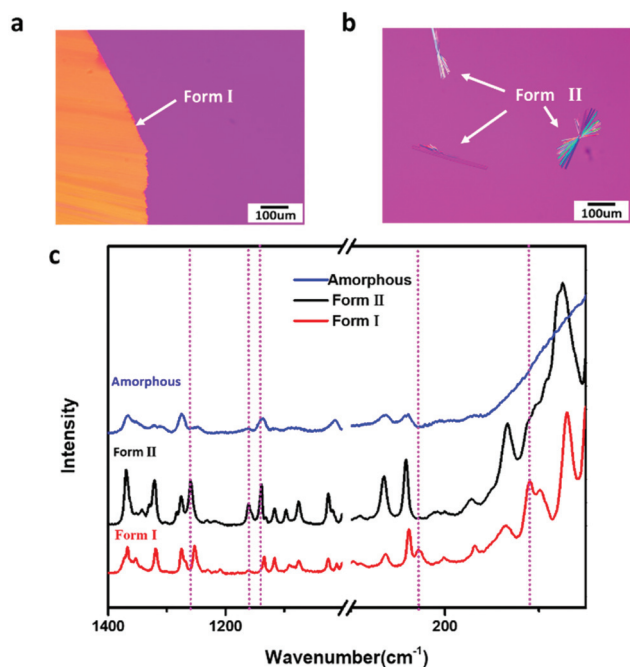 a
Form I
100um
b
Form II
100um
c
Amorphous
Form II
Form I
Amorphous
Form II
Form I
Intensity
1400
1200
200
Wavenumber(cm⁻¹)